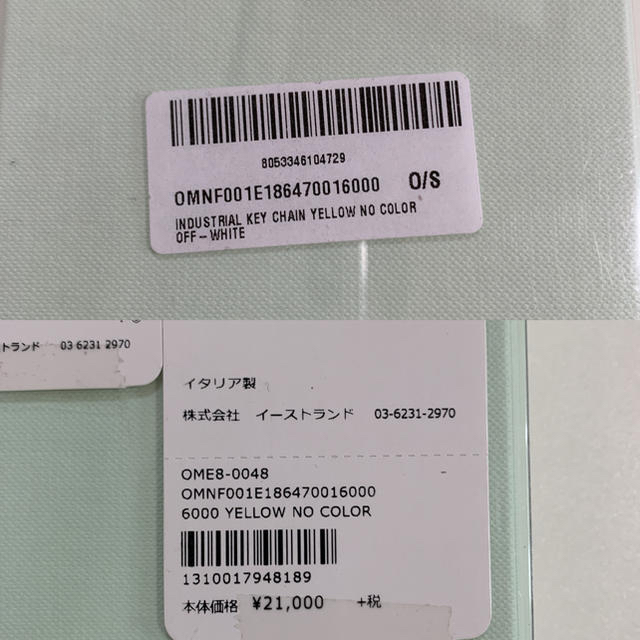 8053346104729
OMNF001E186470016000 O/S
INDUSTRIAL KEY CHAIN YELLOW NO COLOR
OFF-WHITE
トランド 03 6231 2970
イタリア製
株式会社 イーストランド 03-6231-2970
OME8-0048
OMNF001E186470016000
6000 YELLOW NO COLOR
1310017948189
本体価格 ¥21,000 +税